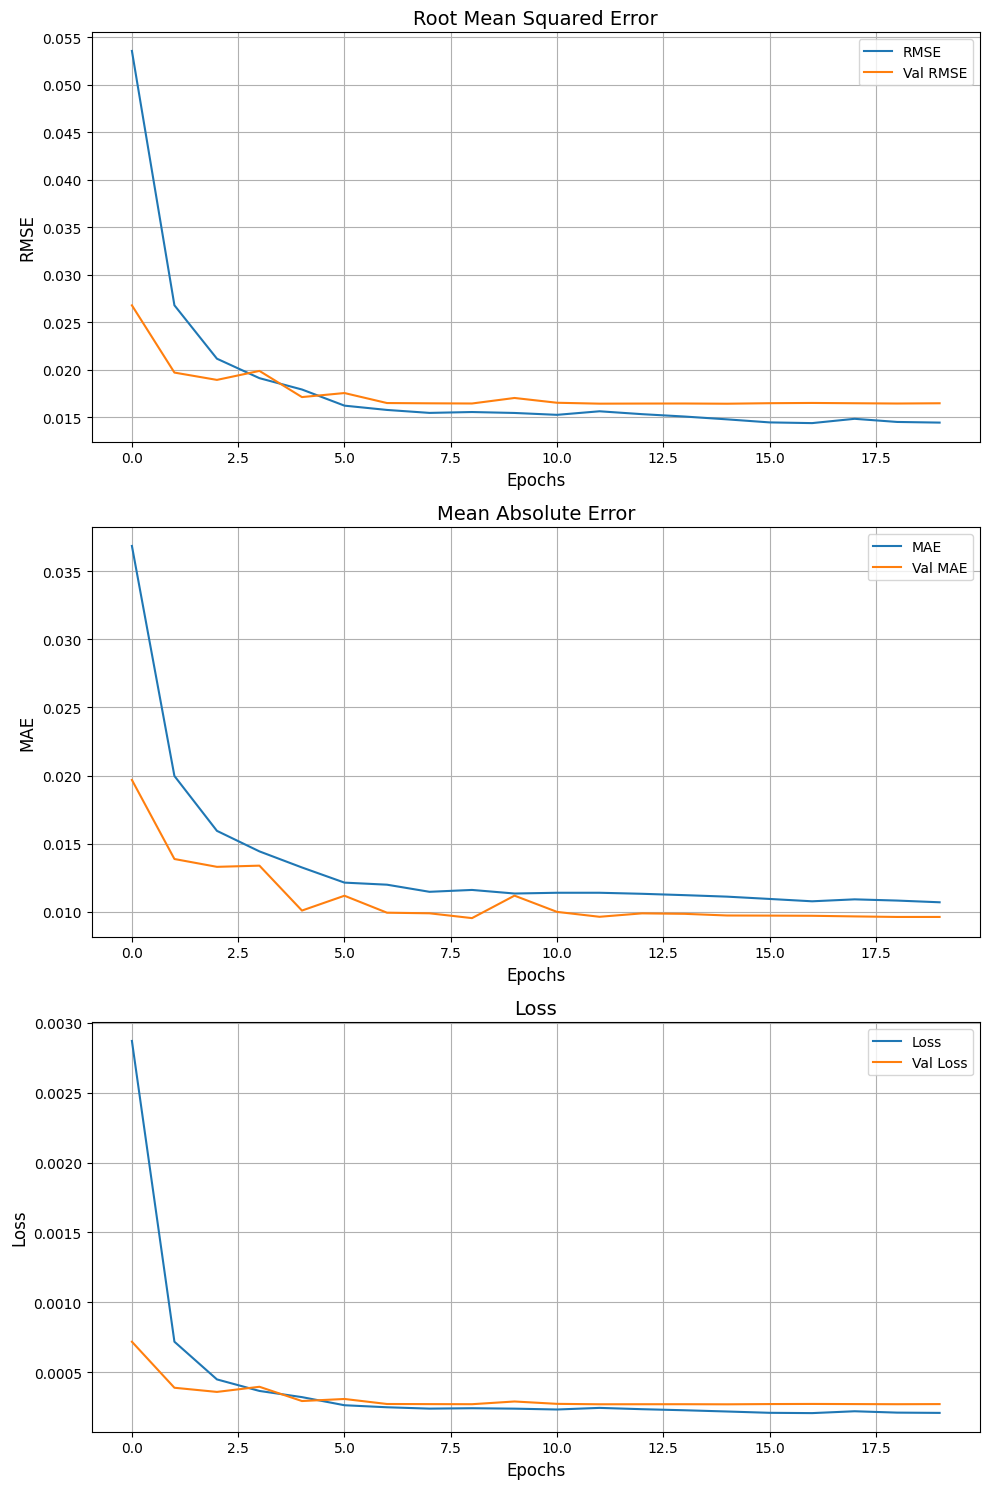 Root Mean Squared Error
0.055
0.050
0.045
0.040
0.035
0.030
0.025
0.020
0.015
RMSE
RMSE
Val RMSE
0.0 2.5 5.0 7.5 10.0 12.5 15.0 17.5
Epochs
Mean Absolute Error
0.035
0.030
0.025
0.020
0.015
0.010
MAE
MAE
Val MAE
0.0 2.5 5.0 7.5 10.0 12.5 15.0 17.5
Epochs
Loss
0.0030
0.0025
0.0020
0.0015
0.0010
0.0005
Loss
Loss
Val Loss
0.0 2.5 5.0 7.5 10.0 12.5 15.0 17.5
Epochs